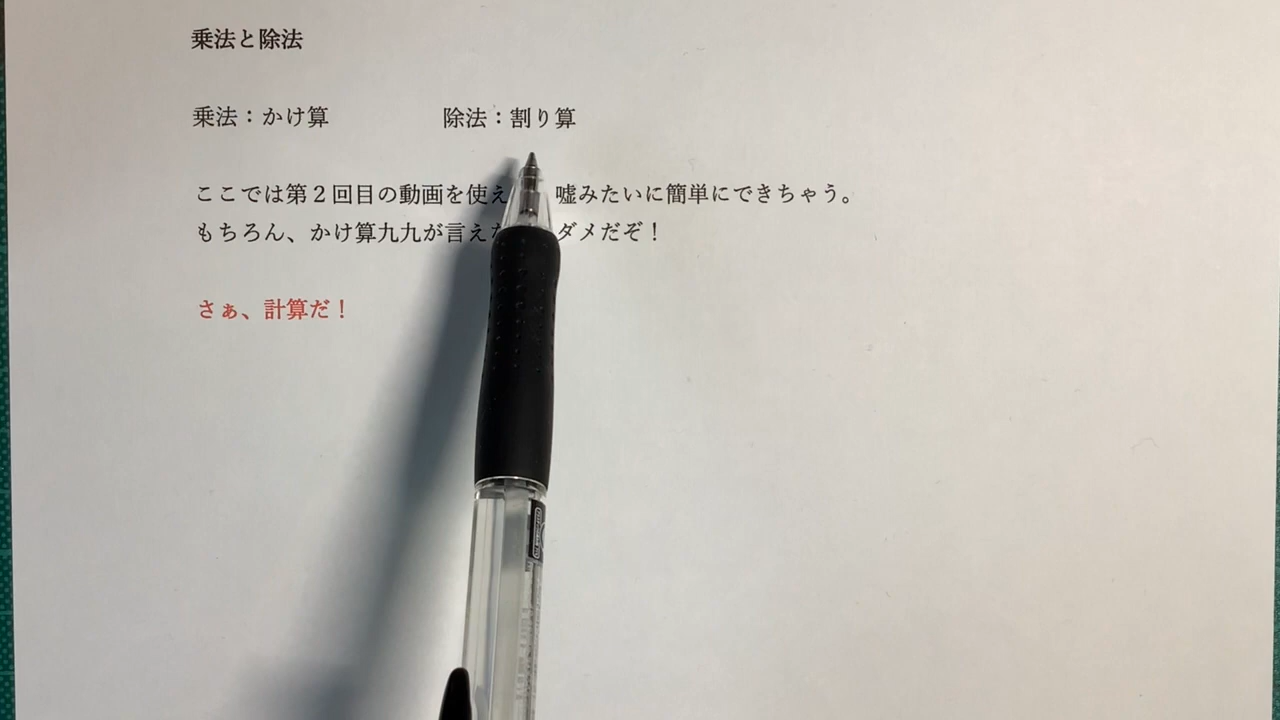 乗法と除法
乗法：かけ算　除法：割り算
ここでは第２回目の動画を使え 嘘みたいに簡単にできちゃう。
もちろん、かけ算九九が言えな ダメだぞ！
さぁ、計算だ！